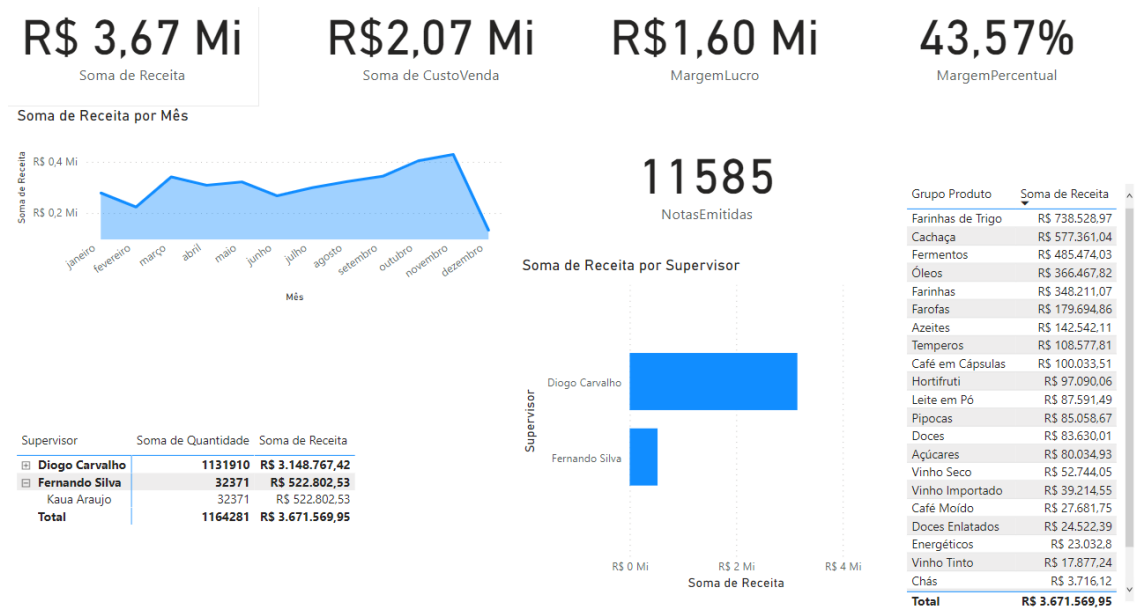 R$ 3,67 Mi
Soma de Receita
R$2,07 Mi
Soma de CustoVenda
R$1,60 Mi
MargemLucro
43,57%
MargemPercentual
Soma de Receita por Mês
Soma de Receita
R$ 0,4 Mi
R$ 0,2 Mi
janeiro
fevereiro
março
abril
maio
junho
julho
agosto
setembro
outubro
novembro
dezembro
Mês
11585
NotasEmitidas
Soma de Receita por Supervisor
Supervisor
Diogo Carvalho
Fernando Silva
R$ 0 Mi R$ 2 Mi R$ 4 Mi
Soma de Receita
Supervisor Soma de Quantidade Soma de Receita
Diogo Carvalho 1131910 R$ 3.148.767,42
Fernando Silva 32371 R$ 522.802,53
Kaua Araujo 32371 R$ 522.802,53
Total 1164281 R$ 3.671.569,95
Grupo Produto Soma de Receita
Farinhas de Trigo R$ 738.528,97
Cachaça R$ 577.361,04
Fermentos R$ 485.474,03
Óleos R$ 366.467,82
Farinhas R$ 348.211,07
Farofas R$ 179.694,86
Azeites R$ 142.542,11
Temperos R$ 108.577,81
Café em Cápsulas R$ 100.033,51
Hortifruti R$ 97.090,06
Leite em Pó R$ 87.591,49
Pipocas R$ 85.058,67
Doces R$ 83.630,01
Açúcares R$ 80.034,93
Vinho Seco R$ 52.744,05
Vinho Importado R$ 39.214,55
Café Moído R$ 27.681,75
Doces Enlatados R$ 24.522,39
Energéticos R$ 23.032,8
Vinho Tinto R$ 17.877,24
Chás R$ 3.716,12
Total R$ 3.671.569,95